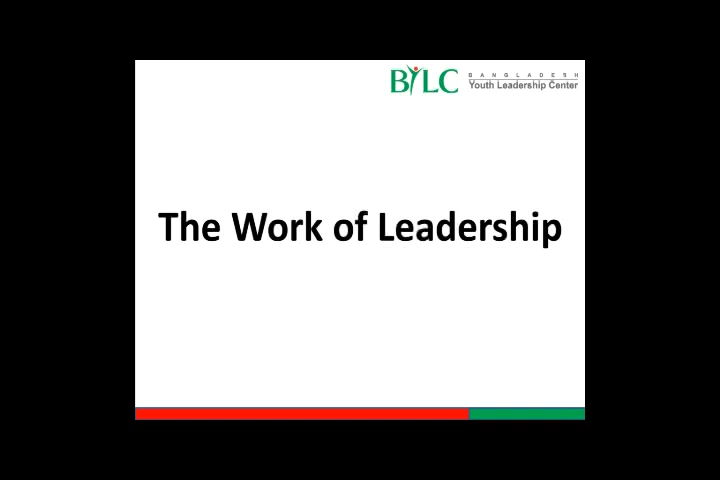 BYLC
BANGLADESH
Youth Leadership Center
The Work of Leadership